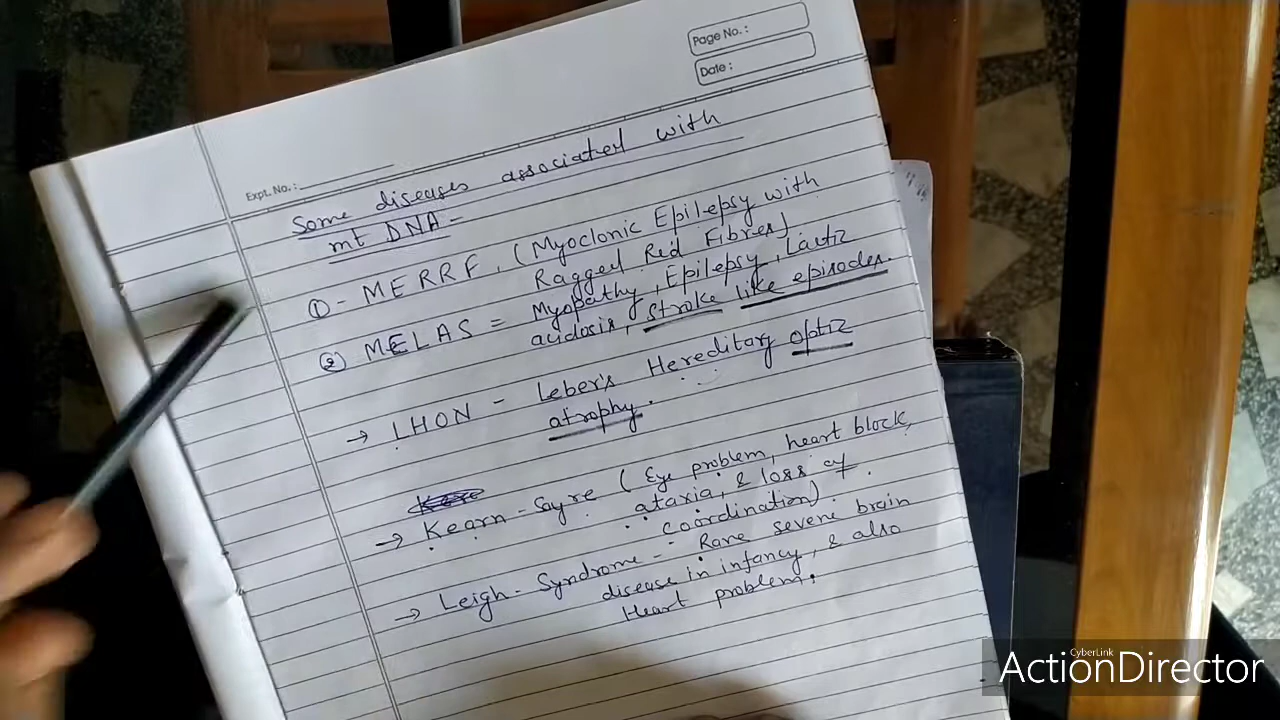 Page No.:
Date:
Expt. No.:
Some diseases associated with
mt DNA-
①- MERRF. (Myoclonic Epilepsy with
Ragged Red Fibres)
② MELAS = Myopathy, Epilepsy, Lactic
acidosis, stroke like episodes.
→ LHON - Leber's Hereditary optic
atrophy.
→ Kearn-Sayre (Eye problem, heart block,
ataxia, & loss of
coordination).
→ Leigh-Syndrome- Rare severe brain
disease in infancy, & also
Heart problem.
CyberLink
ActionDirector